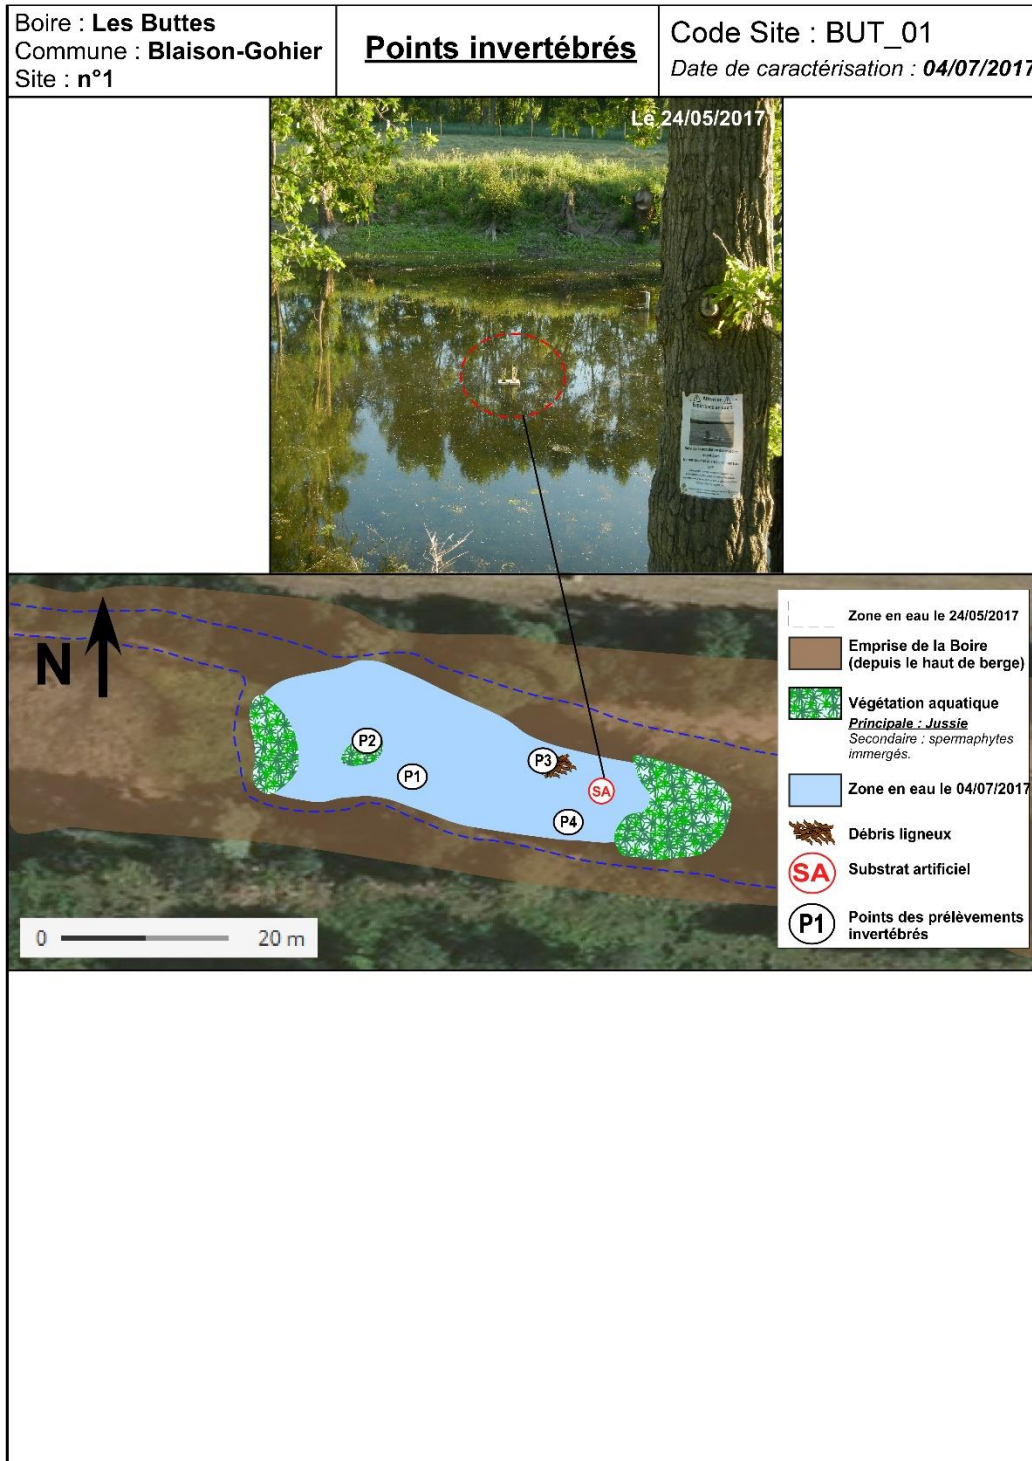 Boire : Les Buttes
Commune : Blaison-Gohier
Site : n°1
Points invertébrés
Code Site : BUT_01
Date de caractérisation : 04/07/2017
Le 24/05/2017
Attention
N
P2
P1
P3
SA
P4
0 20 m
Zone en eau le 24/05/2017
Emprise de la Boire
(depuis le haut de berge)
Végétation aquatique
Principale : Jussie
Secondaire : spermaphytes
immergés.
Zone en eau le 04/07/2017
Débris ligneux
SA
Substrat artificiel
P1
Points des prélèvements
invertébrés